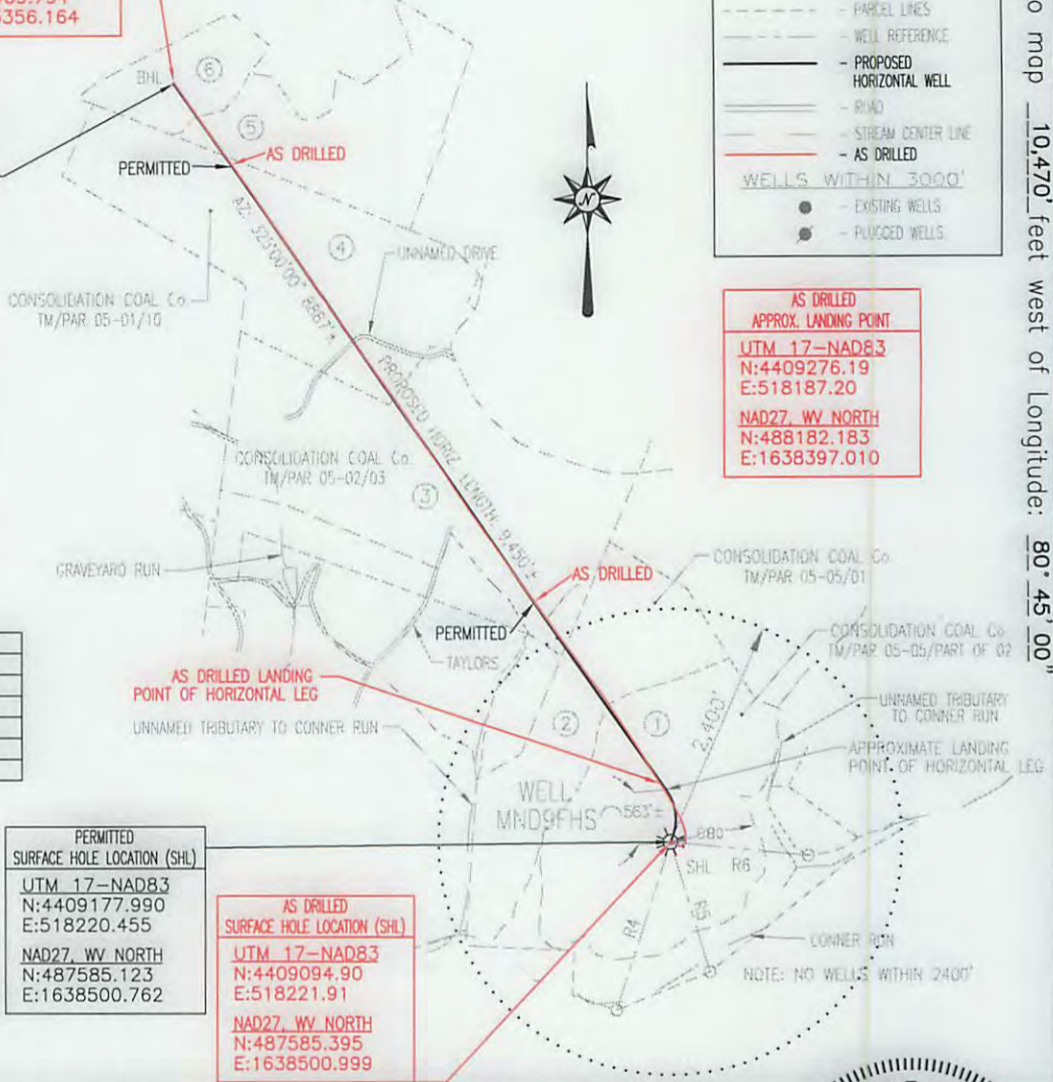 356.164
BHL
⑥
⑤
PERMITTED
AS DRILLED
AZ: 325°00'00" 8867'±
④
UNNAMED DRIVE
CONSOLIDATION COAL Co.
TM/PAR 05-01/10
PROPOSED HORIZ. LENGTH: 9,450'±
CONSOLIDATION COAL Co.
TM/PAR 05-02/03
③
GRAVEYARD RUN
AS DRILLED
PERMITTED
TAYLORS
AS DRILLED LANDING
POINT OF HORIZONTAL LEG
UNNAMED TRIBUTARY TO CONNER RUN
②
①
2,400'
WELL
MND9FHS
563'±
980
SHL
R6
R4
R5
CONNER RUN
NOTE: NO WELLS WITHIN 2400'
N
- PARCEL LINES
- WELL REFERENCE
- PROPOSED
HORIZONTAL WELL
- ROAD
- STREAM CENTER LINE
- AS DRILLED
WELLS WITHIN 3000'
- EXISTING WELLS
- PLUGGED WELLS
AS DRILLED
APPROX. LANDING POINT
UTM 17-NAD83
N:4409276.19
E:518187.20
NAD27, WV NORTH
N:488182.183
E:1638397.010
CONSOLIDATION COAL Co.
TM/PAR 05-05/01
CONSOLIDATION COAL Co
TM/PAR 05-05/PART OF 02
UNNAMED TRIBUTARY
TO CONNER RUN
APPROXIMATE LANDING
POINT OF HORIZONTAL LEG
PERMITTED
SURFACE HOLE LOCATION (SHL)
UTM 17-NAD83
N:4409177.990
E:518220.455
NAD27, WV NORTH
N:487585.123
E:1638500.762
AS DRILLED
SURFACE HOLE LOCATION (SHL)
UTM 17-NAD83
N:4409094.90
E:518221.91
NAD27, WV NORTH
N:487585.395
E:1638500.999
o map 10,470' feet west of Longitude: 80° 45' 00"